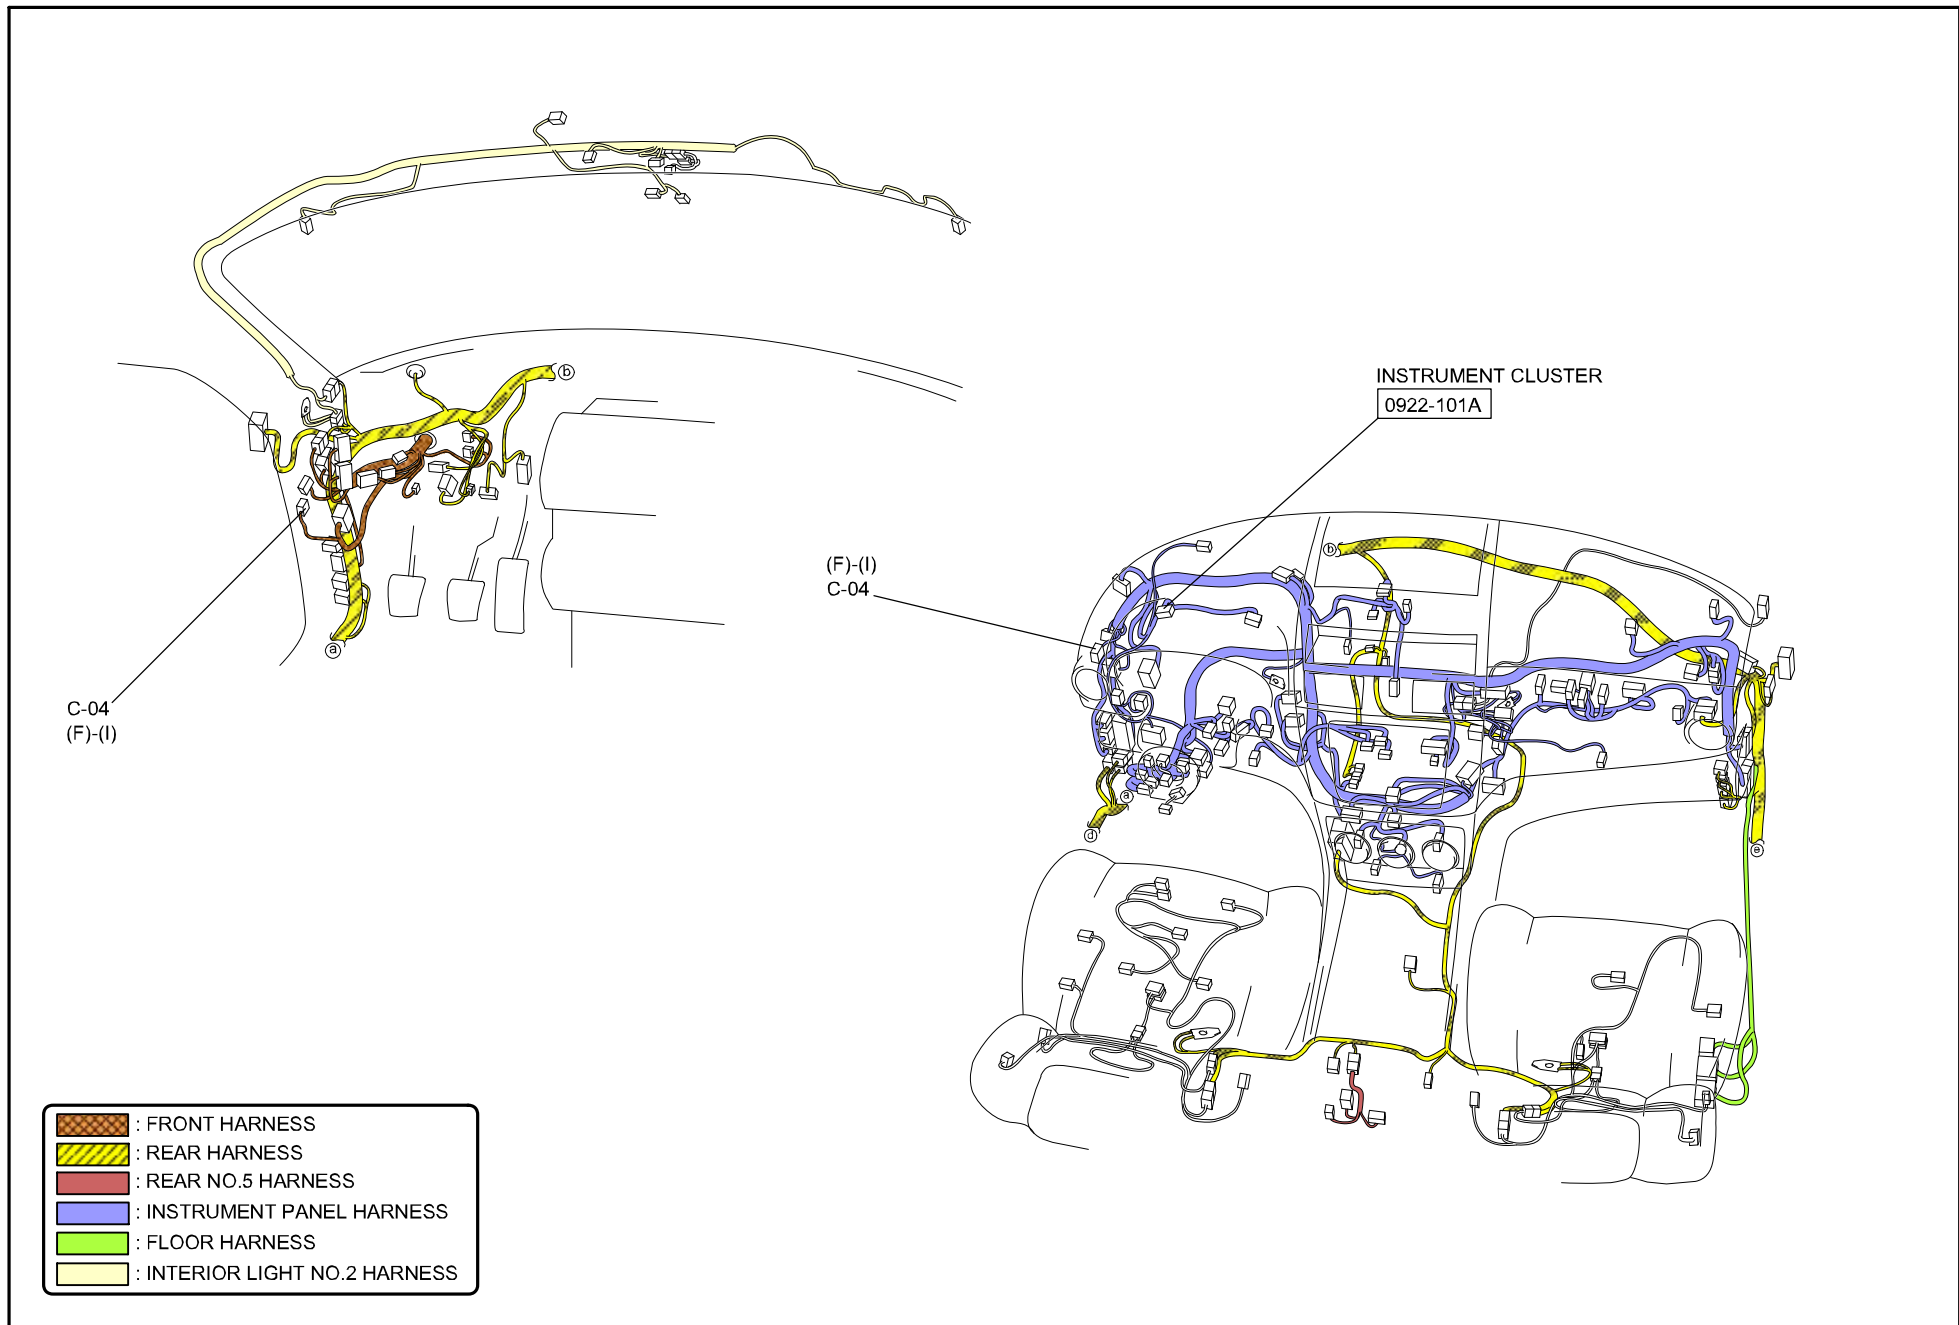 INSTRUMENT CLUSTER
0922-101A
b
b
(F)-(I)
C-04
a
C-04
(F)-(I)
a
d
e
: FRONT HARNESS
: REAR HARNESS
: REAR NO.5 HARNESS
: INSTRUMENT PANEL HARNESS
: FLOOR HARNESS
: INTERIOR LIGHT NO.2 HARNESS